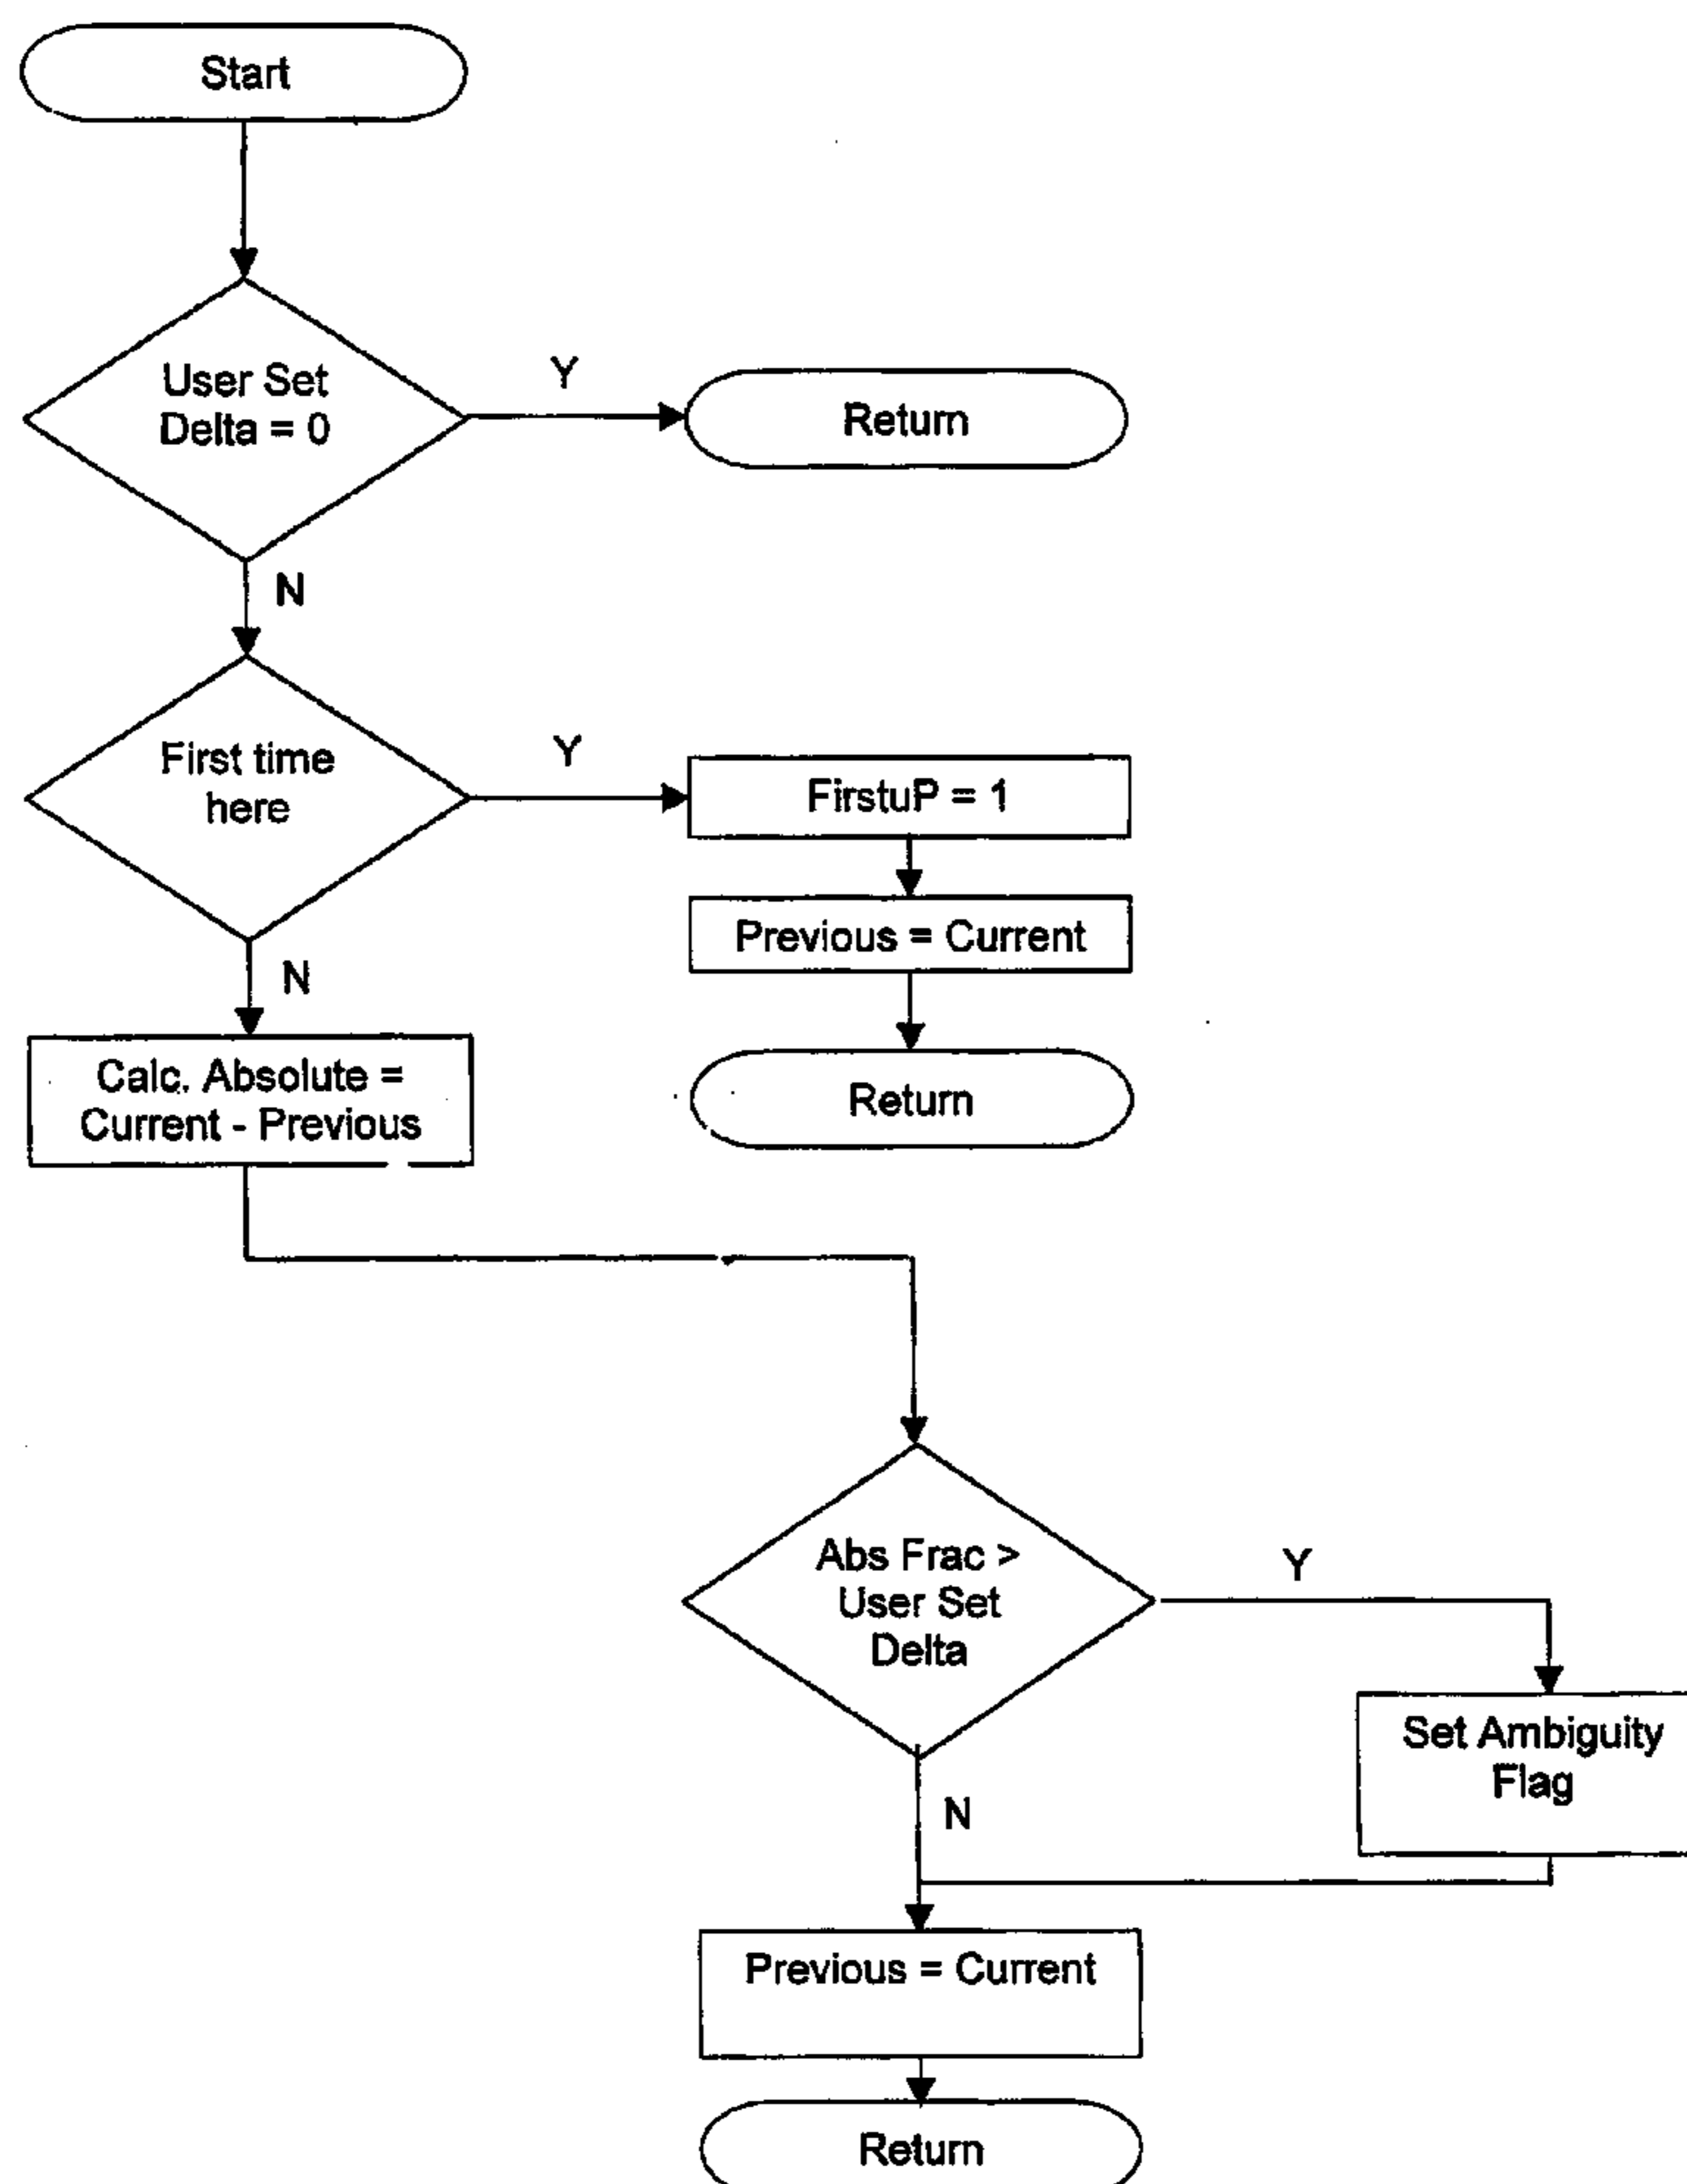 Start
User Set
Delta = 0
Y
Return
N
First time
here
Y
FirstuP = 1
Previous = Current
Return
N
Calc. Absolute =
Current - Previous
Abs Frac >
User Set
Delta
Y
Set Ambiguity
Flag
N
Previous = Current
Return